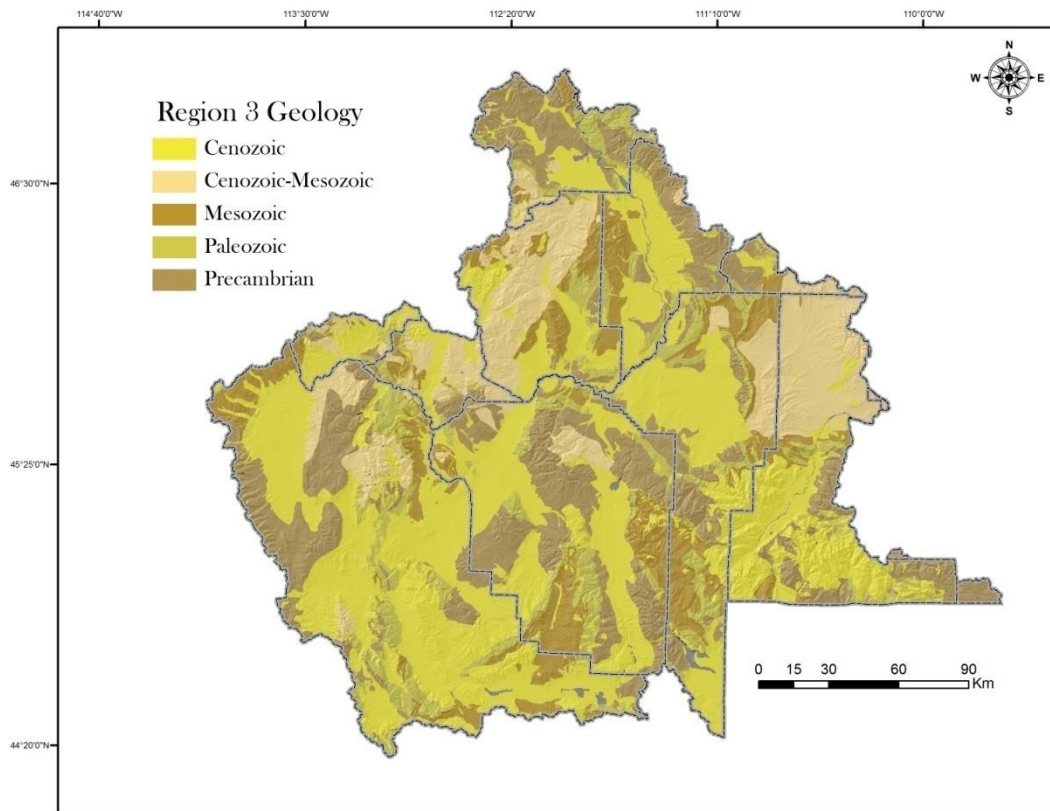 114°40'0"W 113°30'0"W 112°20'0"W 111°10'0"W 110°0'0"W
N
W E
S
Region 3 Geology
Cenozoic
Cenozoic-Mesozoic
Mesozoic
Paleozoic
Precambrian
46°30'0"N
45°25'0"N
44°20'0"N
0 15 30 60 90
Km